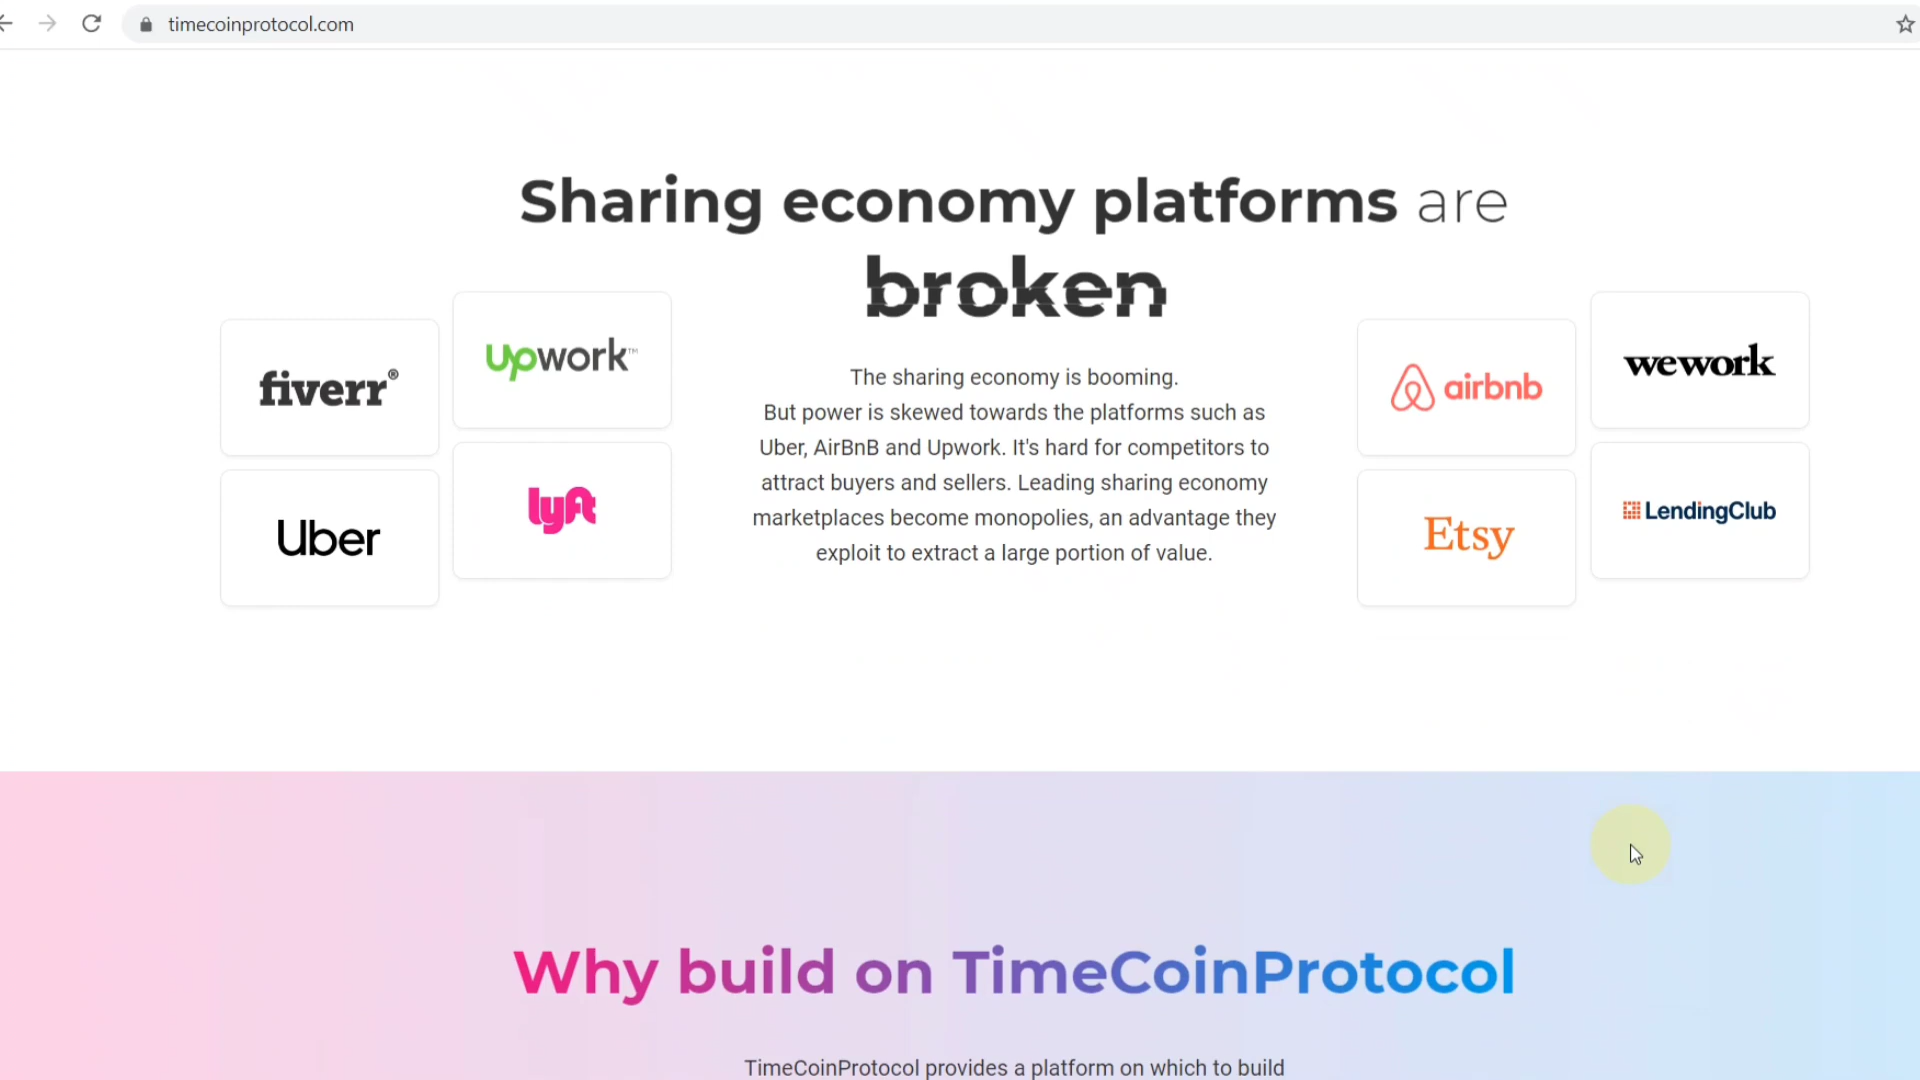 timecoinprotocol.com
Sharing economy platforms are
broken
fiverr®
upwork™
Uber
lyft
The sharing economy is booming.
But power is skewed towards the platforms such as
Uber, AirBnB and Upwork. It's hard for competitors to
attract buyers and sellers. Leading sharing economy
marketplaces become monopolies, an advantage they
exploit to extract a large portion of value.
airbnb
wework
Etsy
LendingClub
Why build on TimeCoinProtocol
TimeCoinProtocol provides a platform on which to build